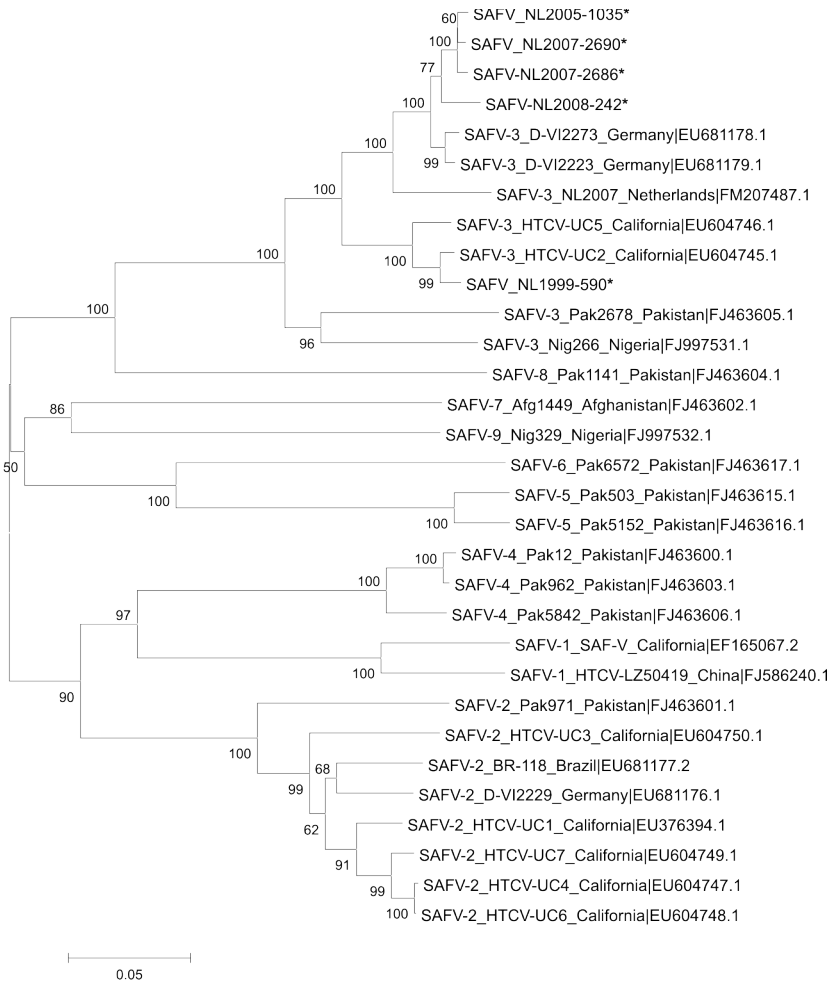 SAFV_NL2005-1035*
60
SAFV_NL2007-2690*
100
SAFV-NL2007-2686*
77
SAFV-NL2008-242*
100
SAFV-3_D-VI2273_Germany|EU681178.1
100
SAFV-3_D-VI2223_Germany|EU681179.1
99
100
SAFV-3_NL2007_Netherlands|FM207487.1
SAFV-3_HTCV-UC5_California|EU604746.1
100
SAFV-3_HTCV-UC2_California|EU604745.1
100
99
SAFV_NL1999-590*
100
SAFV-3_Pak2678_Pakistan|FJ463605.1
96
SAFV-3_Nig266_Nigeria|FJ997531.1
SAFV-8_Pak1141_Pakistan|FJ463604.1
86
SAFV-7_Afg1449_Afghanistan|FJ463602.1
SAFV-9_Nig329_Nigeria|FJ997532.1
50
SAFV-6_Pak6572_Pakistan|FJ463617.1
100
SAFV-5_Pak503_Pakistan|FJ463615.1
100
SAFV-5_Pak5152_Pakistan|FJ463616.1
100
SAFV-4_Pak12_Pakistan|FJ463600.1
100
SAFV-4_Pak962_Pakistan|FJ463603.1
97
SAFV-4_Pak5842_Pakistan|FJ463606.1
SAFV-1_SAF-V_California|EF165067.2
100
SAFV-1_HTCV-LZ50419_China|FJ586240.1
90
SAFV-2_Pak971_Pakistan|FJ463601.1
100
SAFV-2_HTCV-UC3_California|EU604750.1
68
SAFV-2_BR-118_Brazil|EU681177.2
99
SAFV-2_D-VI2229_Germany|EU681176.1
62
SAFV-2_HTCV-UC1_California|EU376394.1
91
SAFV-2_HTCV-UC7_California|EU604749.1
99
SAFV-2_HTCV-UC4_California|EU604747.1
100
SAFV-2_HTCV-UC6_California|EU604748.1
0.05